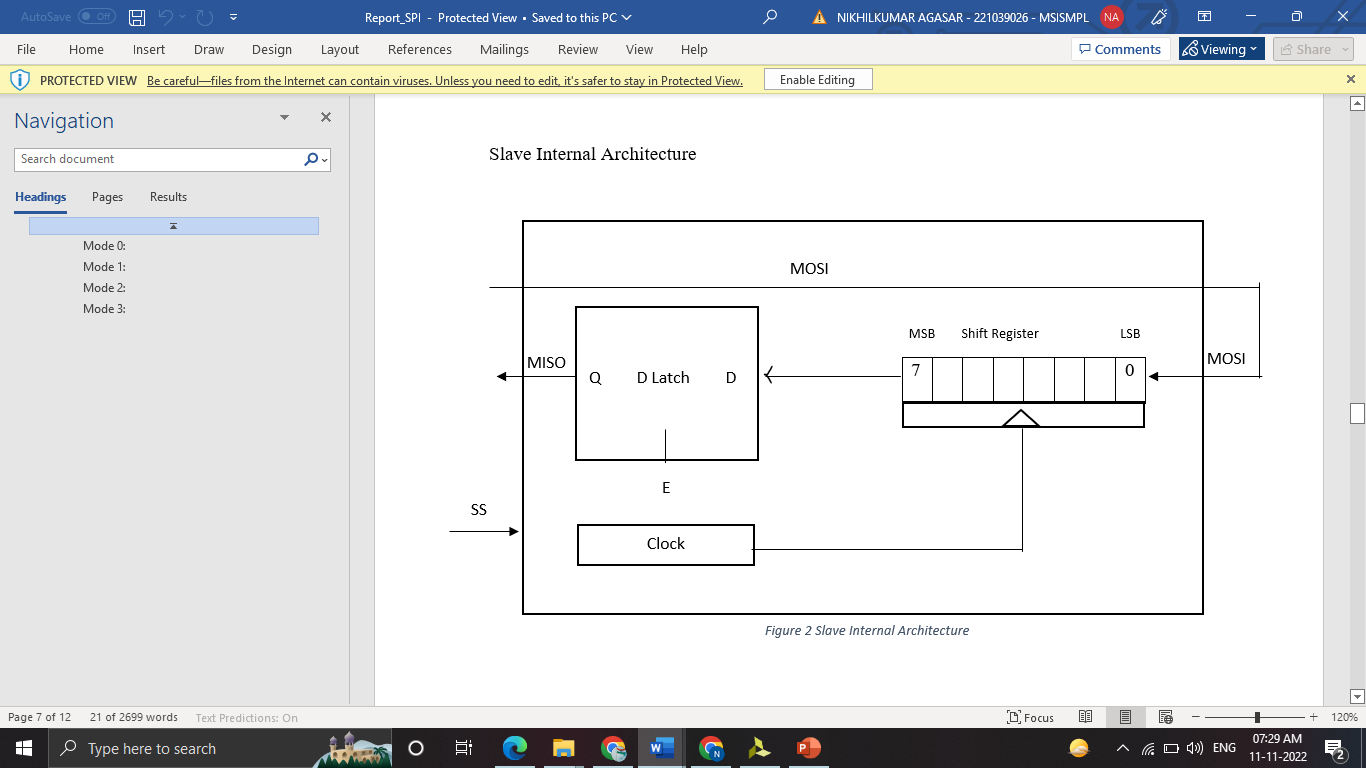 AutoSave Off Report_SPI - Protected View • Saved to this PC NIKHILKUMAR AGASAR - 221039026 - MSISMPL NA
File Home Insert Draw Design Layout References Mailings Review View Help Comments Viewing Share
PROTECTED VIEW Be careful—files from the Internet can contain viruses. Unless you need to edit, it's safer to stay in Protected View. Enable Editing
Navigation
Search document
Headings Pages Results
Mode 0:
Mode 1:
Mode 2:
Mode 3:
Slave Internal Architecture
MOSI
MSB Shift Register LSB
MISO MOSI
Q D Latch D 7 0
E
SS
Clock
Figure 2 Slave Internal Architecture
Page 7 of 12 21 of 2699 words Text Predictions: On Focus 120%
Type here to search ENG 07:29 AM
11-11-2022 2